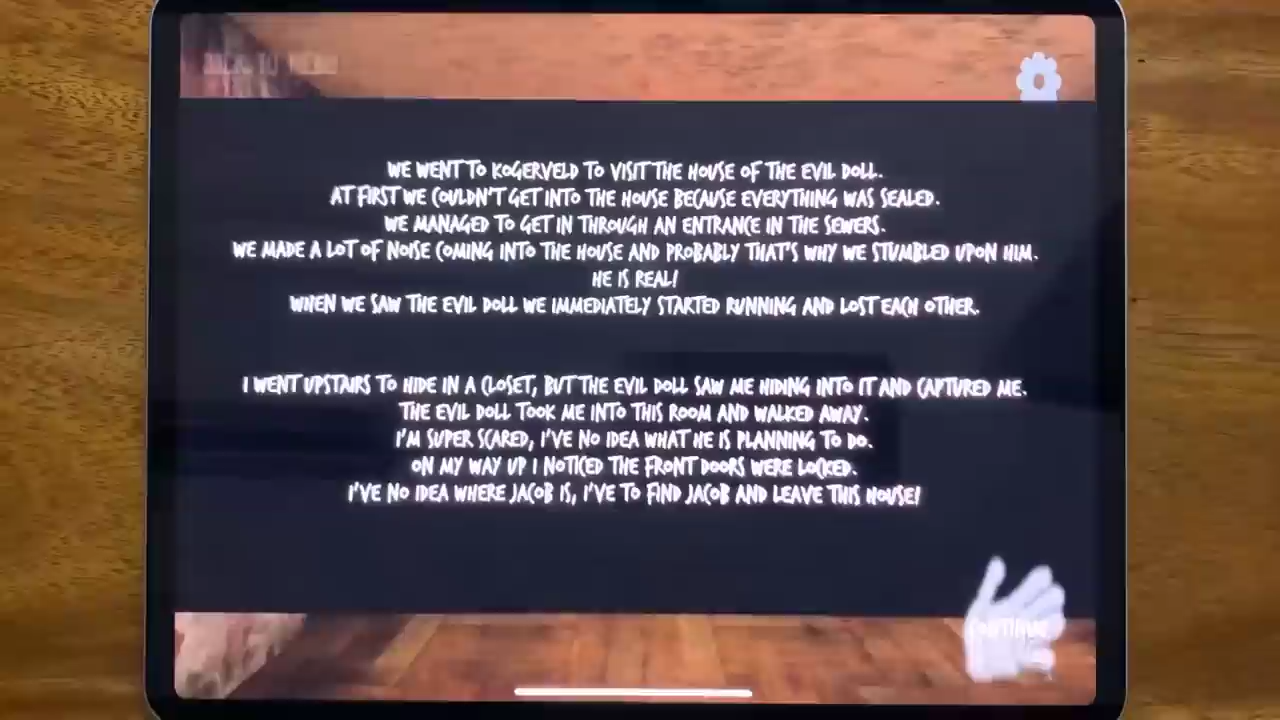 BACK TO MENU
WE WENT TO KOGERVELD TO VISIT THE HOUSE OF THE EVIL DOLL.
AT FIRST WE COULDN'T GET INTO THE HOUSE BECAUSE EVERYTHING WAS SEALED.
WE MANAGED TO GET IN THROUGH AN ENTRANCE IN THE SEWERS.
WE MADE A LOT OF NOISE COMING INTO THE HOUSE AND PROBABLY THAT'S WHY WE STUMBLED UPON HIM.
HE IS REAL!
WHEN WE SAW THE EVIL DOLL WE IMMEDIATELY STARTED RUNNING AND LOST EACH OTHER.
I WENT UPSTAIRS TO HIDE IN A CLOSET, BUT THE EVIL DOLL SAW ME HIDING INTO IT AND CAPTURED ME.
THE EVIL DOLL TOOK ME INTO THIS ROOM AND WALKED AWAY.
I'M SUPER SCARED, I'VE NO IDEA WHAT HE IS PLANNING TO DO.
ON MY WAY UP I NOTICED THE FRONT DOORS WERE LOCKED.
I'VE NO IDEA WHERE JACOB IS, I'VE TO FIND JACOB AND LEAVE THIS HOUSE!
CONTINUE